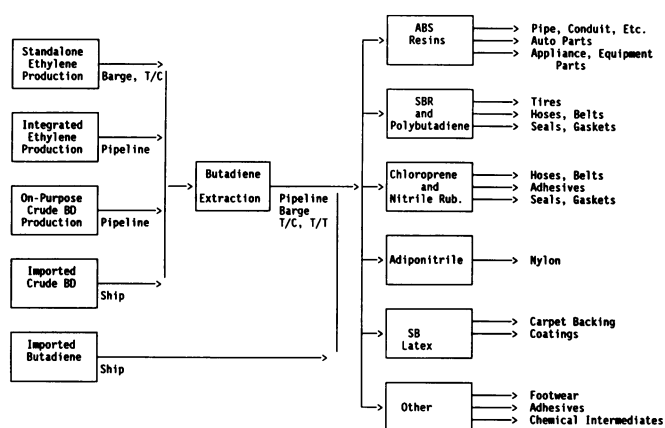 Standalone
Ethylene
Production
Barge, T/C
Integrated
Ethylene
Production
Pipeline
On-Purpose
Crude BD
Production
Pipeline
Imported
Crude BD
Ship
Imported
Butadiene
Ship
Butadiene
Extraction
Pipeline
Barge
T/C, T/T
ABS
Resins
Pipe, Conduit, Etc.
Auto Parts
Appliance, Equipment
Parts
SBR
and
Polybutadiene
Tires
Hoses, Belts
Seals, Gaskets
Chloroprene
and
Nitrile Rub.
Hoses, Belts
Adhesives
Seals, Gaskets
Adiponitrile
Nylon
SB
Latex
Carpet Backing
Coatings
Other
Footwear
Adhesives
Chemical Intermediates